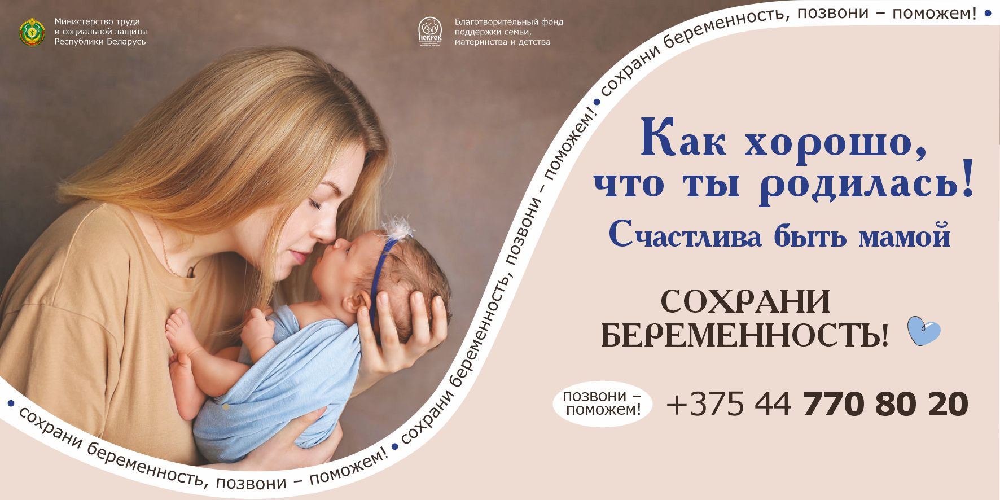 Министерство труда
и социальной защиты
Республики Беларусь
ПОКРОВ
Благотворительный фонд
поддержки семьи,
материнства и детства
• сохрани беременность, позвони – поможем! • сохрани беременность, позвони – поможем! • сохрани беременность, позвони – поможем! •
Как хорошо,
что ты родилась!
Счастлива быть мамой
СОХРАНИ
БЕРЕМЕННОСТЬ!
позвони –
поможем!
+375 44 770 80 20